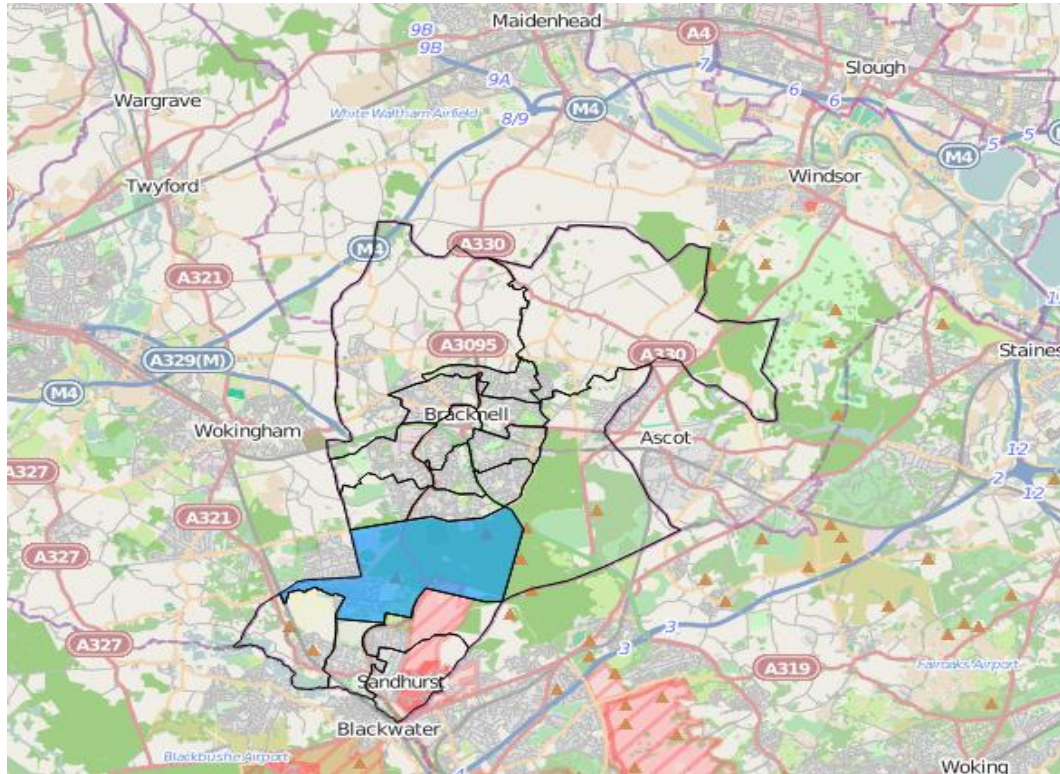 Maidenhead
9B
A4
9B
7
Slough
9A
6
6
Wargrave
White Waltham Airfield
M4
8/9
5
5
M4
Twyford
Windsor
M4
A330
A321
A3095
A330
Staines
A329(M)
M4
Bracknell
Wokingham
Ascot
12
A327
2
12
A321
A327
3
3
A327
A319
Fairoaks Airport
Sandhurst
Blackwater
Blackbushe Airport
Woking